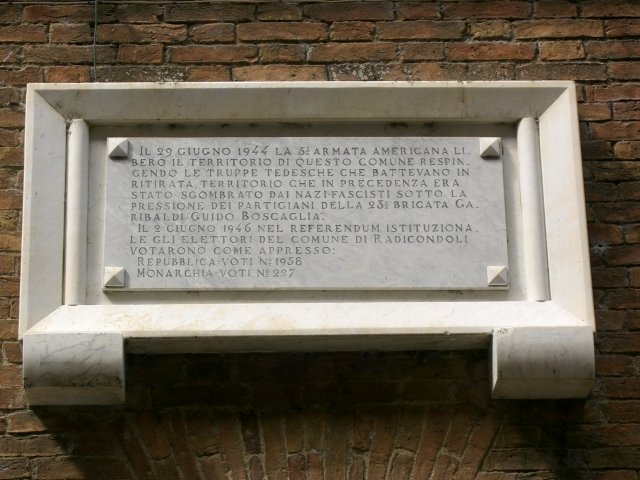 IL 29 GIUGNO 1944 LA 5ª ARMATA AMERICANA LI-
BERÒ IL TERRITORIO DI QUESTO COMUNE RESPIN-
GENDO LE TRUPPE TEDESCHE CHE BATTEVANO IN
RITIRATA, TERRITORIO CHE IN PRECEDENZA ERA
STATO SGOMBRATO DAI NAZI-FASCISTI SOTTO LA
PRESSIONE DEI PARTIGIANI DELLA 23ª BRIGATA GA-
RIBALDI GUIDO BOSCAGLIA.
IL 2 GIUGNO 1946 NEL REFERENDUM ISTITUZIONA-
LE GLI ELETTORI DEL COMUNE DI RADICONDOLI
VOTARONO COME APPRESSO:
REPUBBLICA-VOTI Nº 1958
MONARCHIA-VOTI Nº 227